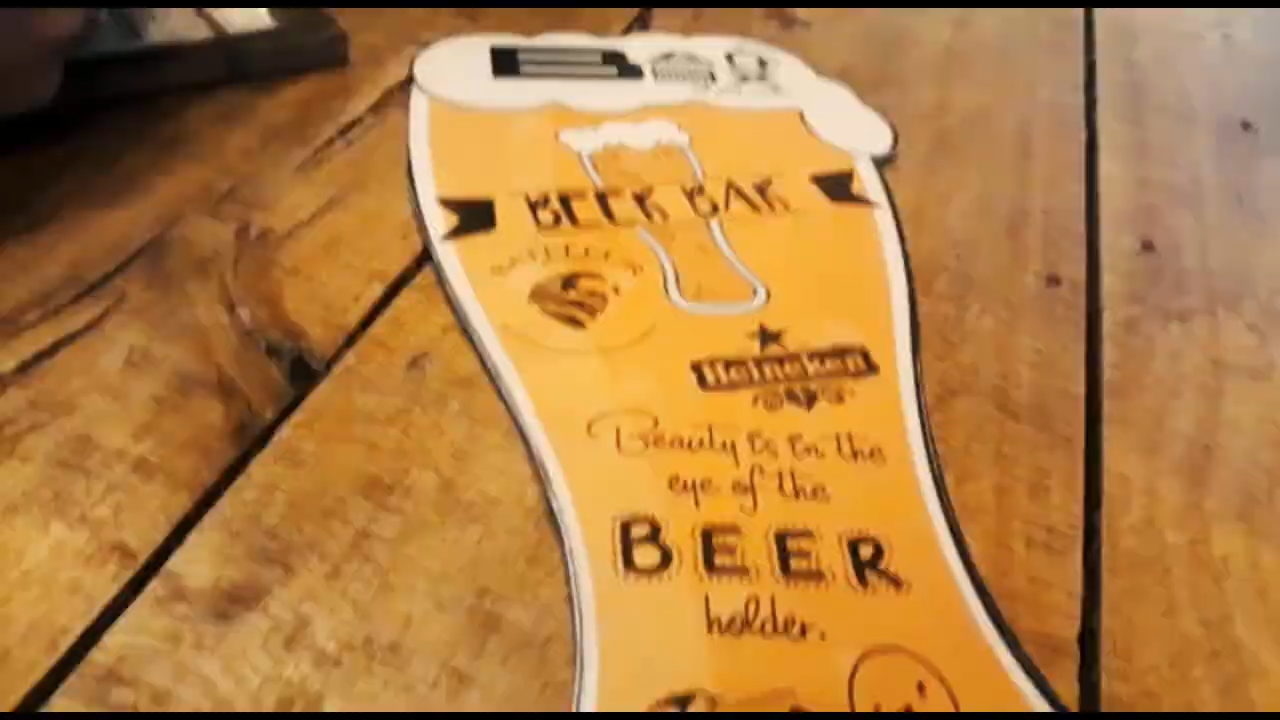 BEER BAR
Heineken
Beauty is in the
eye of the
BEER
holder.